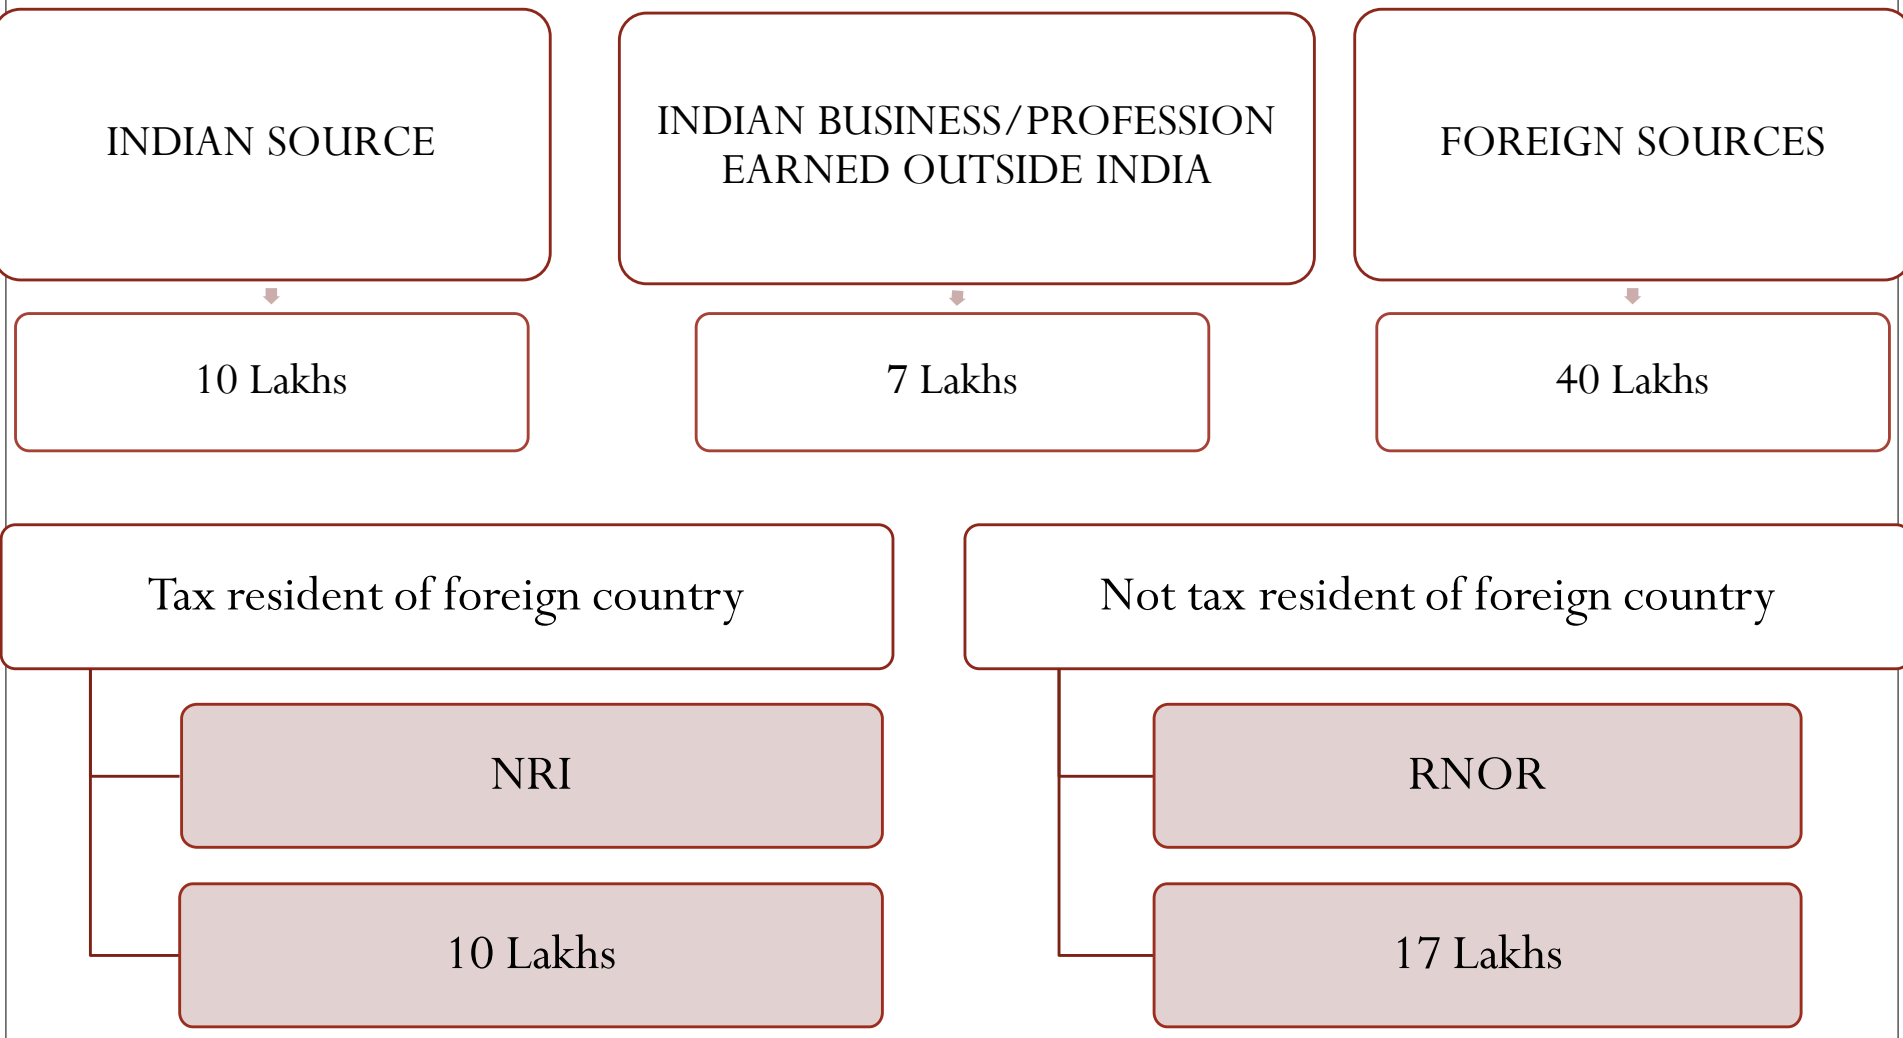 INDIAN SOURCE
INDIAN BUSINESS/PROFESSION
EARNED OUTSIDE INDIA
FOREIGN SOURCES
10 Lakhs
7 Lakhs
40 Lakhs
Tax resident of foreign country
Not tax resident of foreign country
NRI
RNOR
10 Lakhs
17 Lakhs